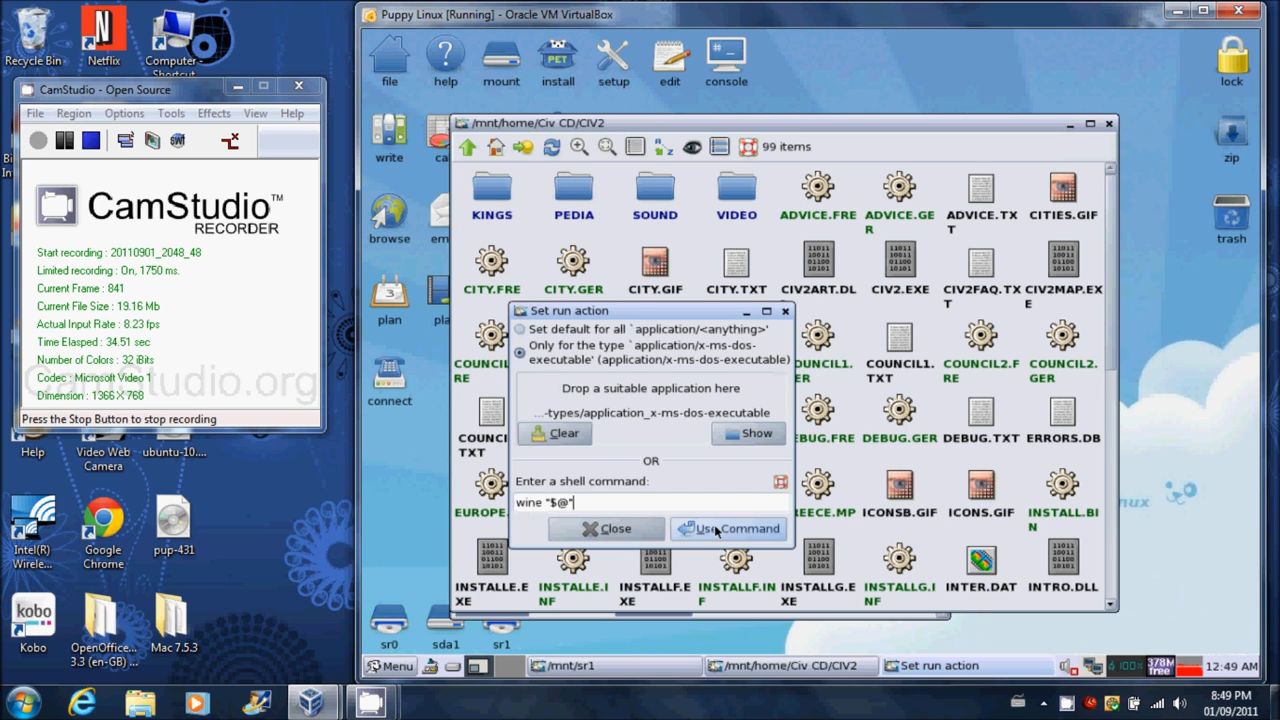 Recycle Bin
Netflix
Computer - Shortcut
CamStudio - Open Source
File Region Options Tools Effects View Help
CamStudio™
RECORDER
Start recording : 20110901_2048_48
Limited recording : On, 1750 ms.
Current Frame : 841
Current File Size : 19.16 Mb
Actual Input Rate : 8.23 fps
Time Elapsed : 34.51 sec
Number of Colors : 32 iBits
Codec : Microsoft Video 1
Dimension : 1366 X 768
CamStudio.org
Press the Stop Button to stop recording
Help
Video Web Camera
ubuntu-10....
Intel(R) Wirele...
Google Chrome
pup-431
Kobo
OpenOffice... 3.3 (en-GB) ...
Mac 7.5.3
Puppy Linux [Running] - Oracle VM VirtualBox
file help mount install setup edit console lock
write
browse
plan
connect
zip
trash
/mnt/home/Civ CD/CIV2
99 items
KINGS PEDIA SOUND VIDEO ADVICE.FRE ADVICE.GER ADVICE.TXT CITIES.GIF
CITY.FRE CITY.GER CITY.GIF CITY.TXT CIV2ART.DL CIV2.EXE CIV2FAQ.TXT CIV2MAP.EXE
COUNCIL1.TXT COUNCIL2.FRE COUNCIL2.GER
DEBUG.GER DEBUG.TXT ERRORS.DB
ICONSB.GIF ICONS.GIF INSTALL.BIN
INSTALLE.EXE INSTALLE.INF INSTALLF.EXE INSTALLF.INF INSTALLG.EXE INSTALLG.INF INTER.DAT INTRO.DLL
Set run action
Set default for all `application/<anything>'
Only for the type `application/x-ms-dos-
executable' (application/x-ms-dos-executable)
Drop a suitable application here
...-types/application_x-ms-dos-executable
Clear Show
OR
Enter a shell command:
wine "$@"
Close Use Command
sr0 sda1 sr1
Menu /mnt/sr1 /mnt/home/Civ CD/CIV2 Set run action 100% 378M free 12:49 AM
8:49 PM
01/09/2011